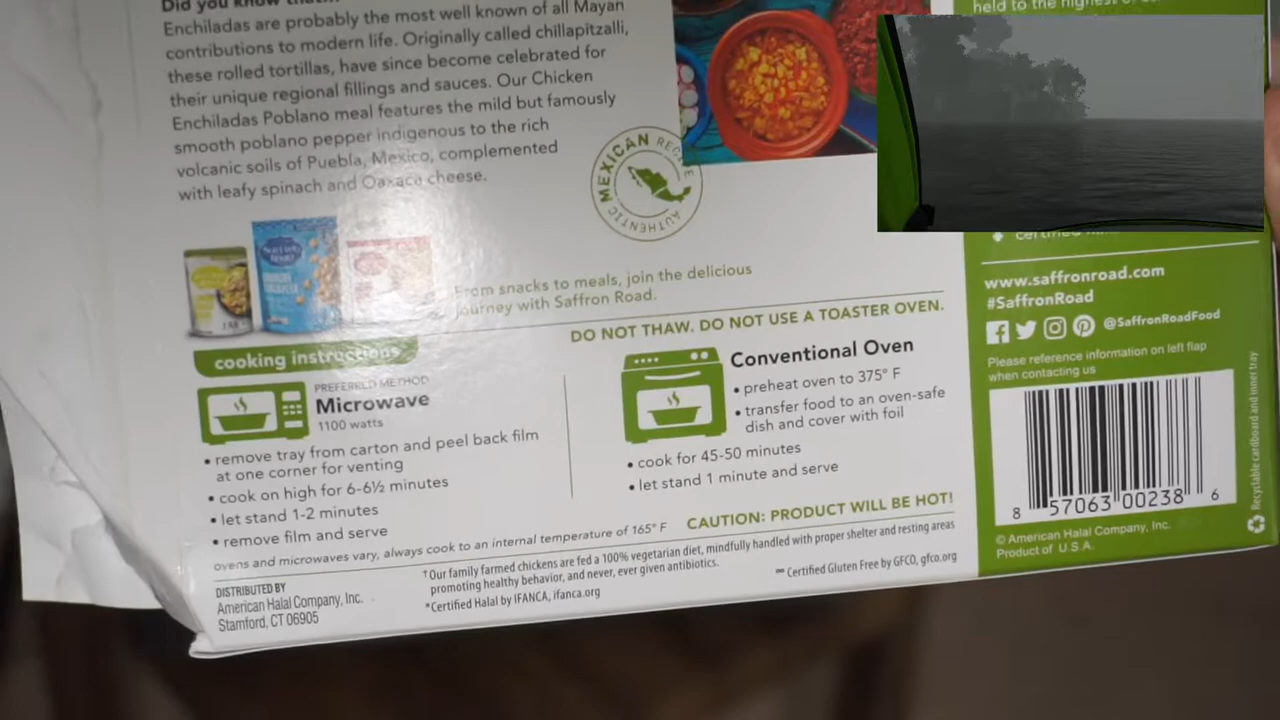 Did you know that...
Enchiladas are probably the most well known of all Mayan
contributions to modern life. Originally called chillapitzalli,
these rolled tortillas, have since become celebrated for
their unique regional fillings and sauces. Our Chicken
Enchiladas Poblano meal features the mild but famously
smooth poblano pepper indigenous to the rich
volcanic soils of Puebla, Mexico, complemented
with leafy spinach and Oaxaca cheese.
AUTHENTIC MEXICAN
held to the highest
From snacks to meals, join the delicious
journey with Saffron Road.
DO NOT THAW. DO NOT USE A TOASTER OVEN.
cooking instructions
PREFERRED METHOD
Microwave
1100 watts
• remove tray from carton and peel back film
at one corner for venting
• cook on high for 6-6½ minutes
• let stand 1-2 minutes
• remove film and serve
Conventional Oven
• preheat oven to 375° F
• transfer food to an oven-safe
dish and cover with foil
• cook for 45-50 minutes
• let stand 1 minute and serve
ovens and microwaves vary, always cook to an internal temperature of 165° F
CAUTION: PRODUCT WILL BE HOT!
DISTRIBUTED BY
American Halal Company, Inc.
Stamford, CT 06905
†Our family farmed chickens are fed a 100% vegetarian diet, mindfully handled with proper shelter and resting areas
promoting healthy behavior, and never, ever given antibiotics.
*Certified Halal by IFANCA, ifanca.org
∞Certified Gluten Free by GFCO, gfco.org
certified
www.saffronroad.com
#SaffronRoad
@SaffronRoadFood
Please reference information on left flap
when contacting us
8 57063 00238 6
© American Halal Company, Inc.
Product of U.S.A.
Recyclable cardboard and inner tray